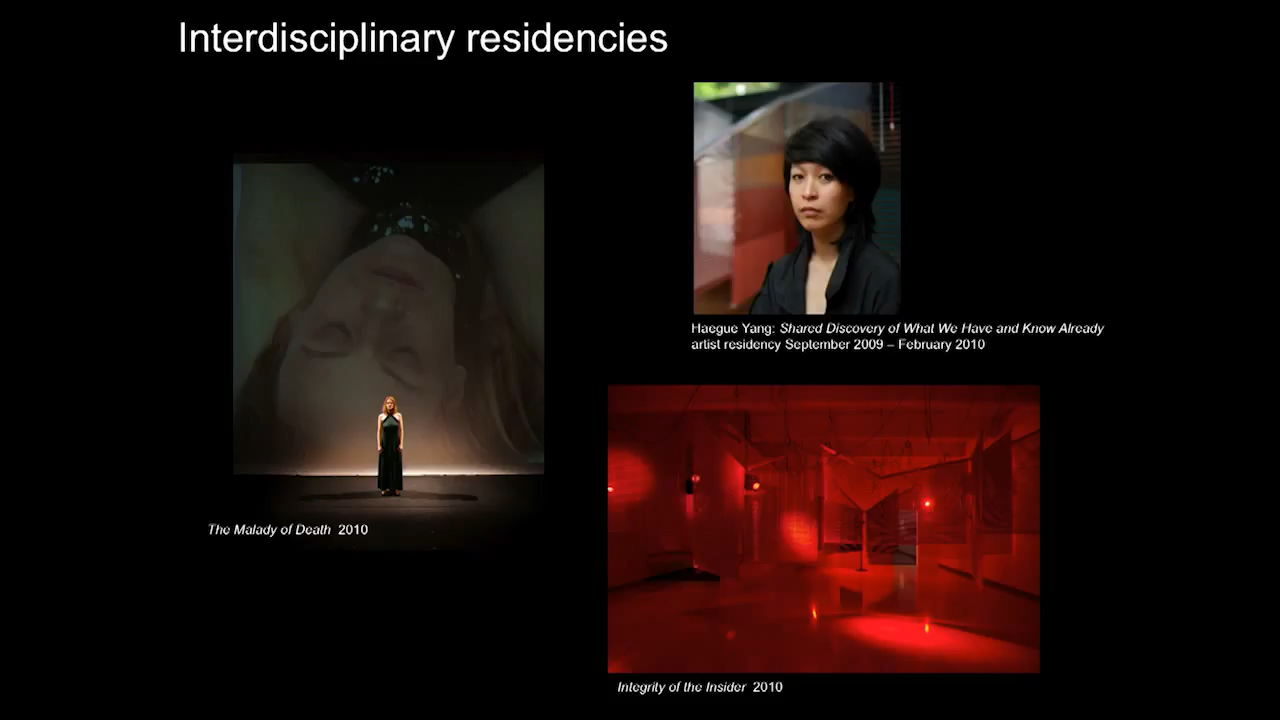 Interdisciplinary residencies
Haegue Yang: Shared Discovery of What We Have and Know Already
artist residency September 2009 – February 2010
The Malady of Death 2010
Integrity of the Insider 2010